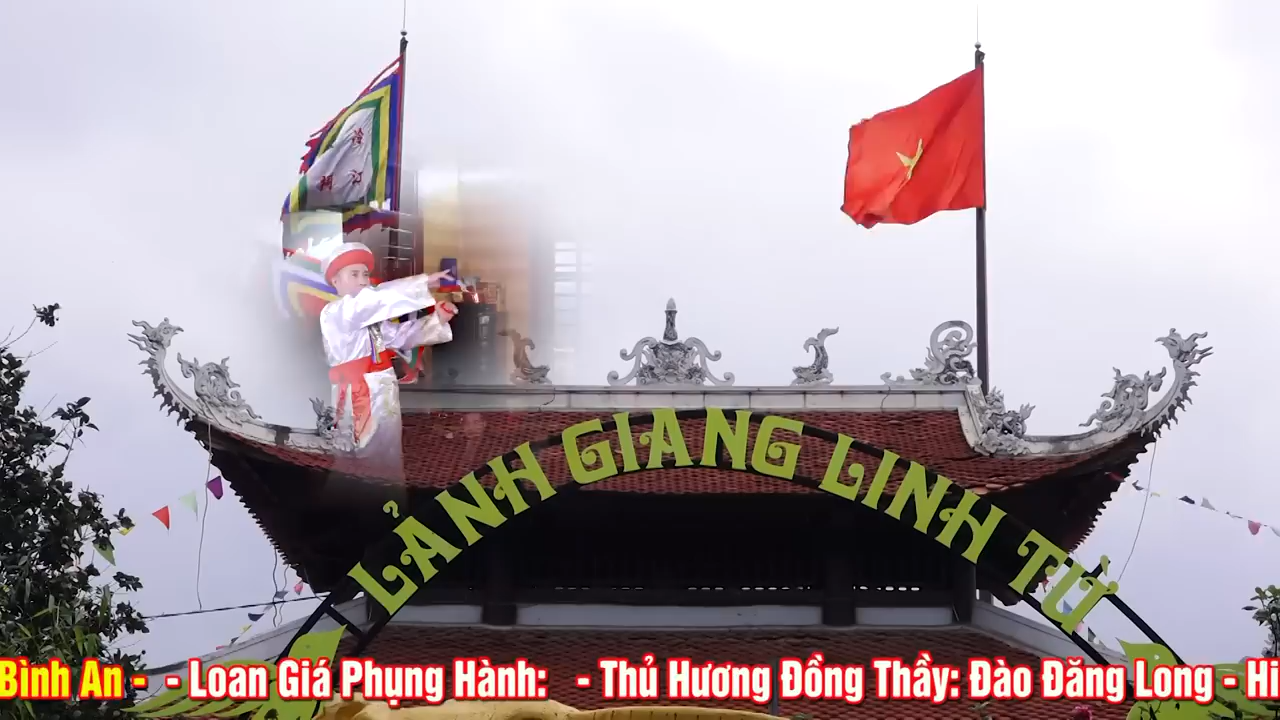 LẢNH GIANG LINH TỪ
Bình An - - Loan Giá Phụng Hành: - Thủ Hương Đồng Thầy: Đào Đăng Long - Hi